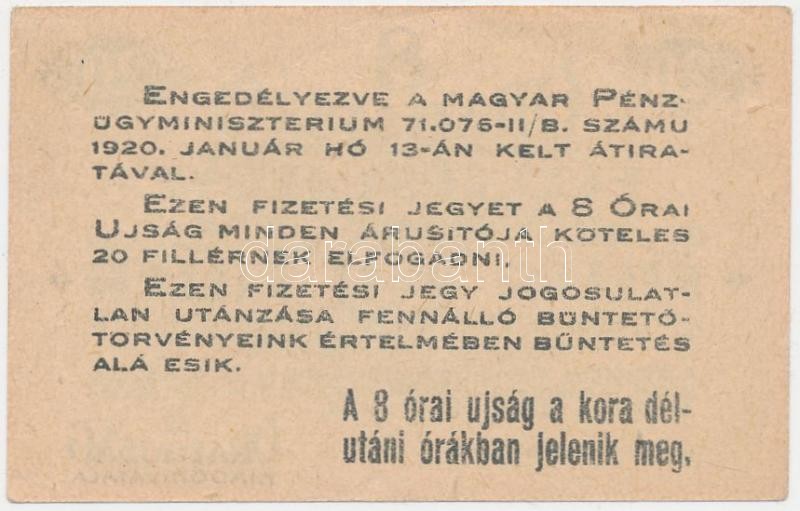 ENGEDÉLYEZVE A MAGYAR PÉNZ-
ÜGYMINISZTERIUM 71.076-II/B. SZÁMU
1920. JANUÁR HÓ 13-ÁN KELT ÁTIRA-
TÁVAL.
EZEN FIZETÉSI JEGYET A 8 ÓRAI
UJSÁG MINDEN ÁRUSITÓJA KÖTELES
20 FILLÉRNEK ELFOGADNI.
EZEN FIZETÉSI JEGY JOGOSULAT-
LAN UTÁNZÁSA FENNÁLLÓ BÜNTETŐ-
TÖRVÉNYEINK ÉRTELMÉBEN BÜNTETÉS
ALÁ ESIK.
A 8 órai ujság a kora dél-
utáni órákban jelenik meg.
darabanth